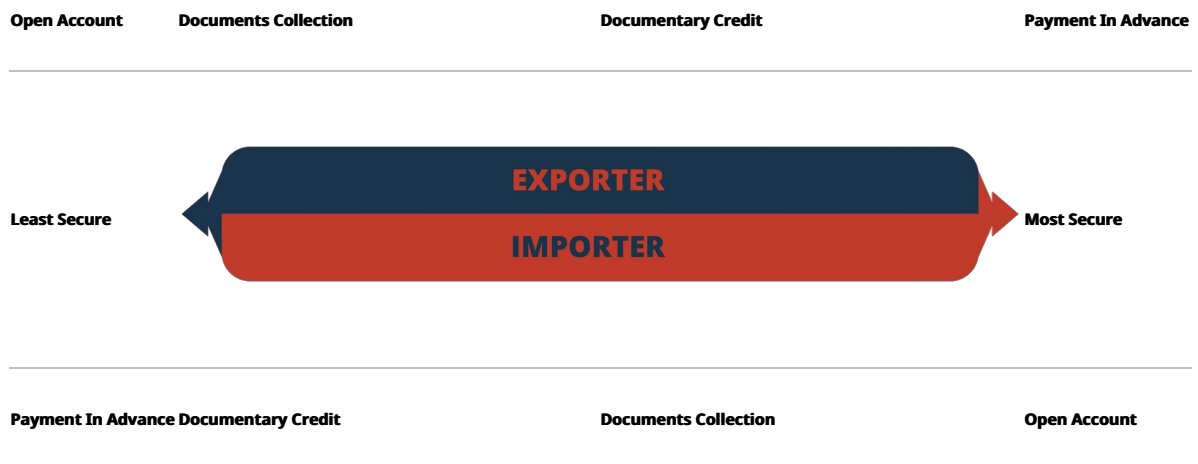 Open Account Documents Collection Documentary Credit Payment In Advance
EXPORTER
Least Secure Most Secure
IMPORTER
Payment In Advance Documentary Credit Documents Collection Open Account